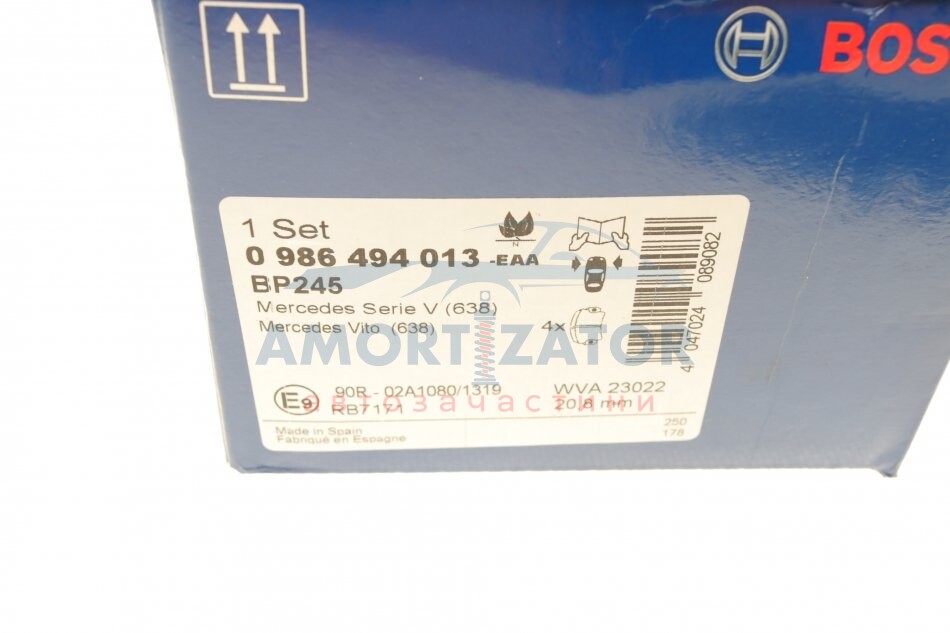 BOS
1 Set
0 986 494 013 -EAA
N
BP245
Mercedes Serie V (638)
Mercedes Vito (638)
4x
4 047024 089082
AMORTIZATOR
автозапчастини
E9
90R - 02A1080/1319
RB7171
WVA 23022
20,8 mm
Made in Spain
Fabriqué en Espagne
250
178